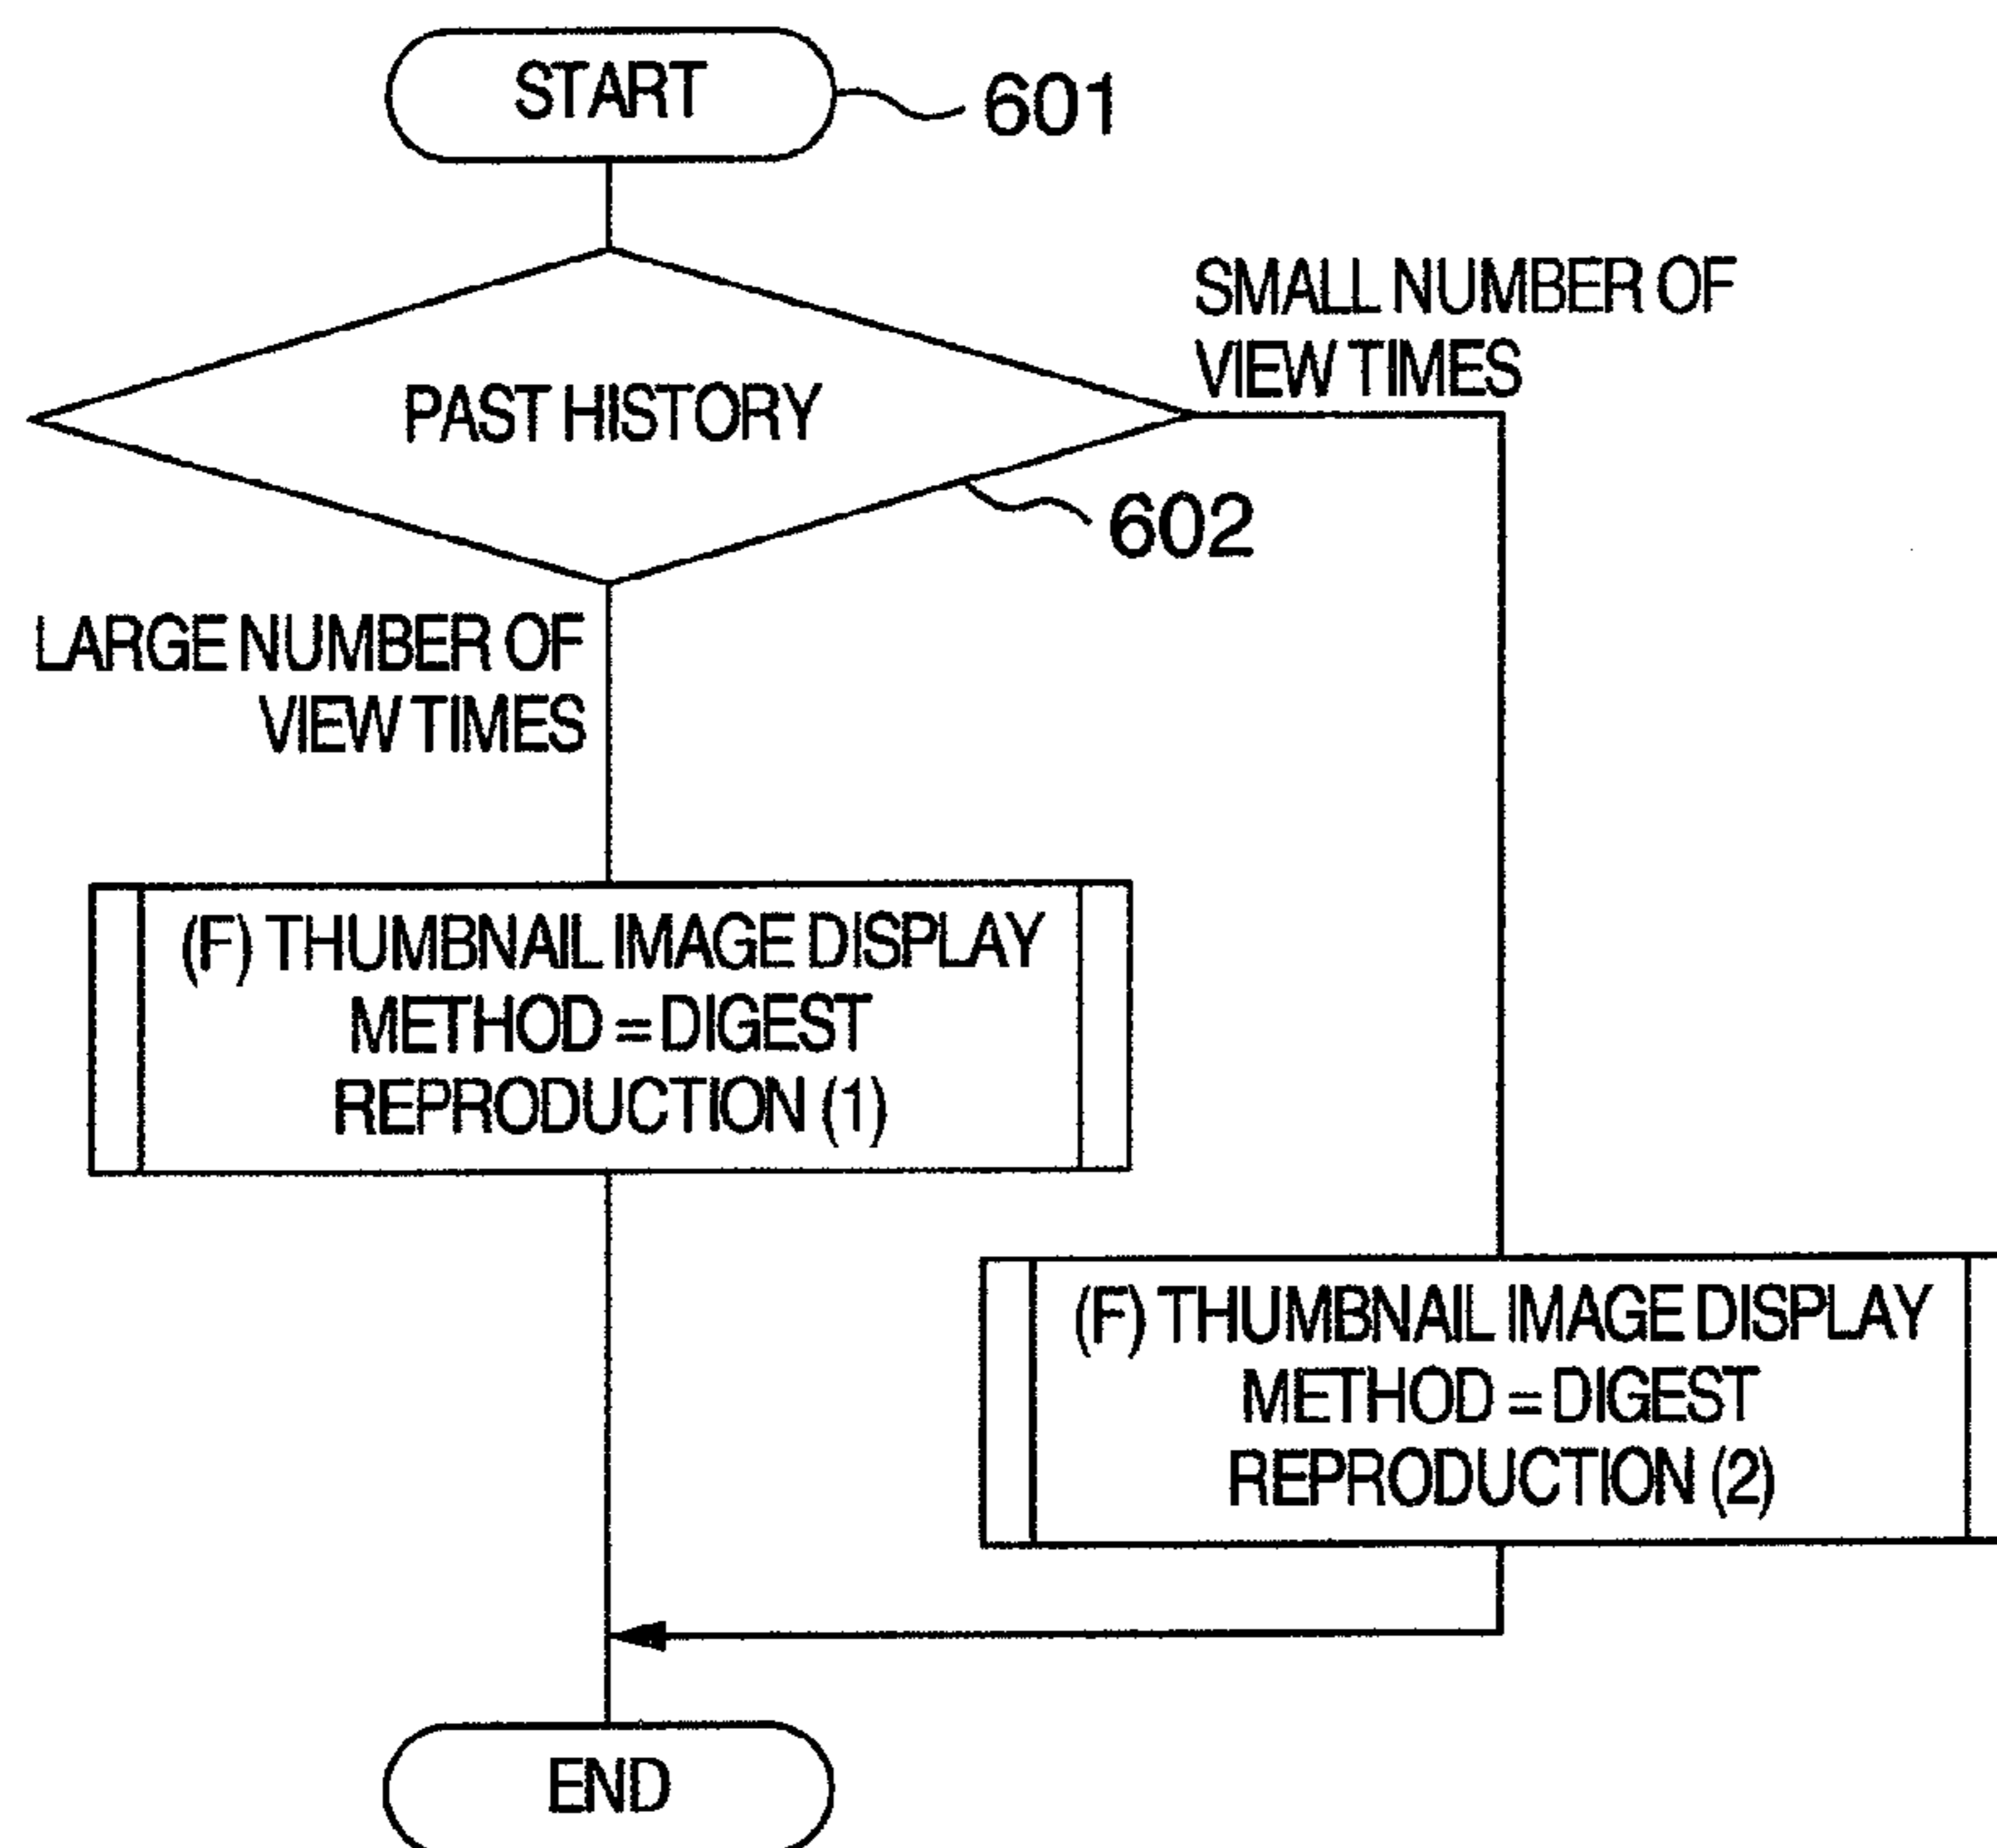 START
601
PAST HISTORY
602
SMALL NUMBER OF
VIEW TIMES
LARGE NUMBER OF
VIEW TIMES
(F) THUMBNAIL IMAGE DISPLAY
METHOD = DIGEST
REPRODUCTION (1)
(F) THUMBNAIL IMAGE DISPLAY
METHOD = DIGEST
REPRODUCTION (2)
END